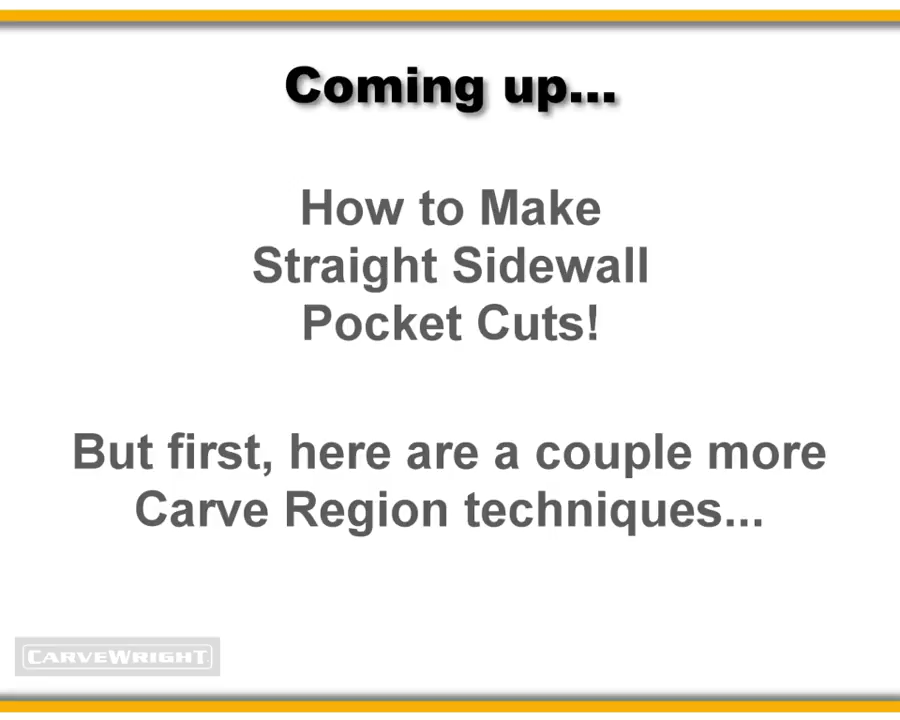 Coming up...
How to Make
Straight Sidewall
Pocket Cuts!
But first, here are a couple more
Carve Region techniques...
CARVEWRIGHT